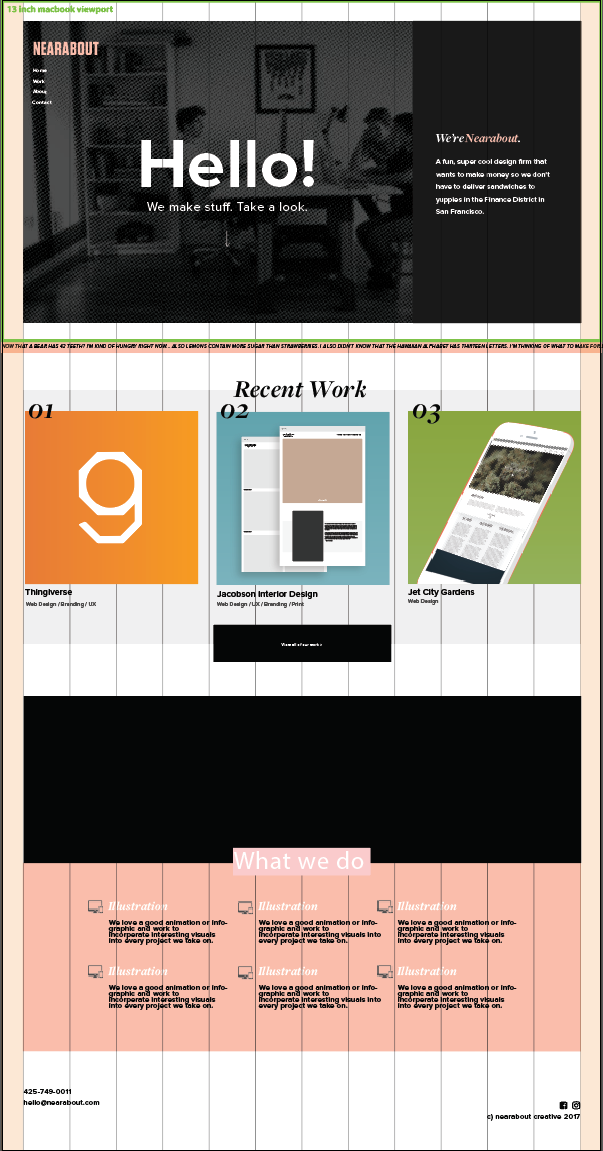 13 inch macbook viewport
NEARABOUT
Home
Work
About
Contact
Hello!
We make stuff. Take a look.
We're Nearabout.
A fun, super cool design firm that
wants to make money so we don't
have to deliver sandwiches to
yuppies in the Finance District in
San Francisco.
NOW THAT A BEAR HAS 42 TEETH? I'M KIND OF HUNGRY RIGHT NOW... ALSO LEMONS CONTAIN MORE SUGAR THAN STRAWBERRIES. I ALSO DIDN'T KNOW THAT THE HAWAIIAN ALPHABET HAS THIRTEEN LETTERS. I'M THINKING OF WHAT TO MAKE FOR
Recent Work
01
02
03
9
Thingiverse
Web Design / Branding / UX
Jacobson Interior Design
Web Design / UX / Branding / Print
Jet City Gardens
Web Design
View all of our work >
What we do
Illustration
We love a good animation or info-
graphic and work to
incorperate interesting visuals
into every project we take on.
Illustration
We love a good animation or info-
graphic and work to
incorperate interesting visuals into
every project we take on.
Illustration
We love a good animation or info-
graphic and work to
incorperate interesting visuals
into every project we take on.
Illustration
We love a good animation or info-
graphic and work to
incorperate interesting visuals
into every project we take on.
Illustration
We love a good animation or info-
graphic and work to
incorperate interesting visuals into
every project we take on.
Illustration
We love a good animation or info-
graphic and work to
incorperate interesting visuals
into every project we take on.
425-749-0011
hello@nearabout.com
c) nearabout creative 2017